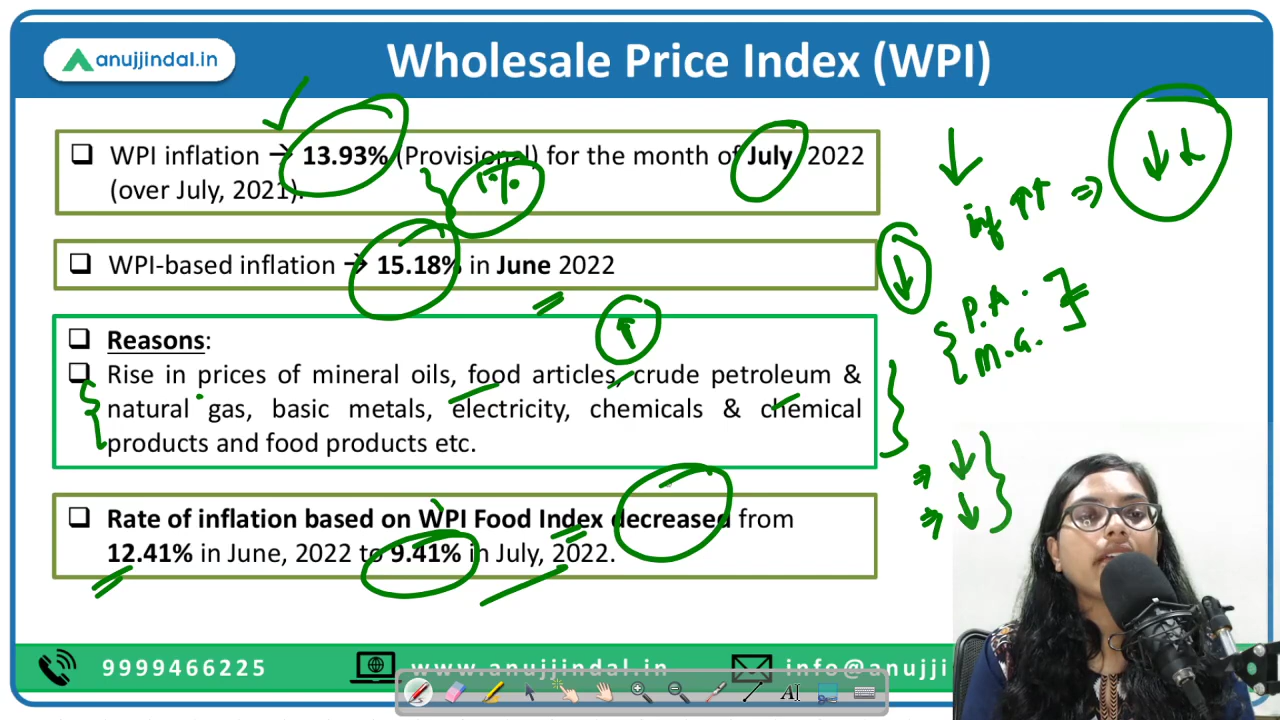 anujjindal.in
Wholesale Price Index (WPI)
❑ WPI inflation → 13.93% (Provisional) for the month of July, 2022
(over July, 2021).
1%
❑ WPI-based inflation → 15.18% in June 2022
❑ Reasons:
❑ Rise in prices of mineral oils, food articles, crude petroleum &
natural gas, basic metals, electricity, chemicals & chemical
products and food products etc.
❑ Rate of inflation based on WPI Food Index decreased from
12.41% in June, 2022 to 9.41% in July, 2022.
↓
inf ↑↑ ⇒
P.A.
M.G.
9999466225
www.anujjindal.in
info@anujji